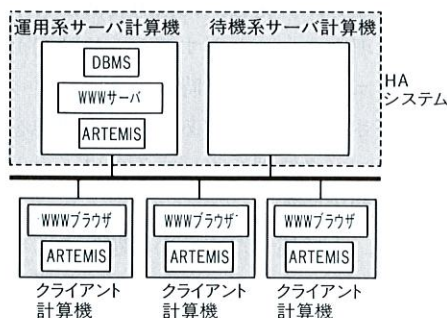 運用系サーバ計算機
待機系サーバ計算機
DBMS
WWWサーバ
ARTEMIS
HA
システム
WWWブラウザ
WWWブラウザ
WWWブラウザ
ARTEMIS
ARTEMIS
ARTEMIS
クライアント
計算機
クライアント
計算機
クライアント
計算機